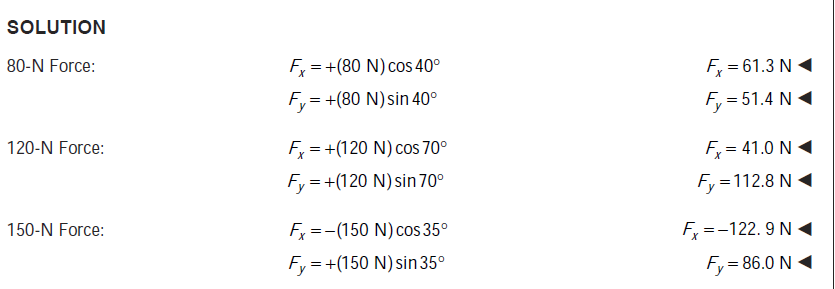 SOLUTION
80-N Force: Fx = +(80 N) cos 40° Fx = 61.3 N ◄
Fy = +(80 N) sin 40° Fy = 51.4 N ◄
120-N Force: Fx = +(120 N) cos 70° Fx = 41.0 N ◄
Fy = +(120 N) sin 70° Fy = 112.8 N ◄
150-N Force: Fx = −(150 N) cos 35° Fx = −122. 9 N ◄
Fy = +(150 N) sin 35° Fy = 86.0 N ◄